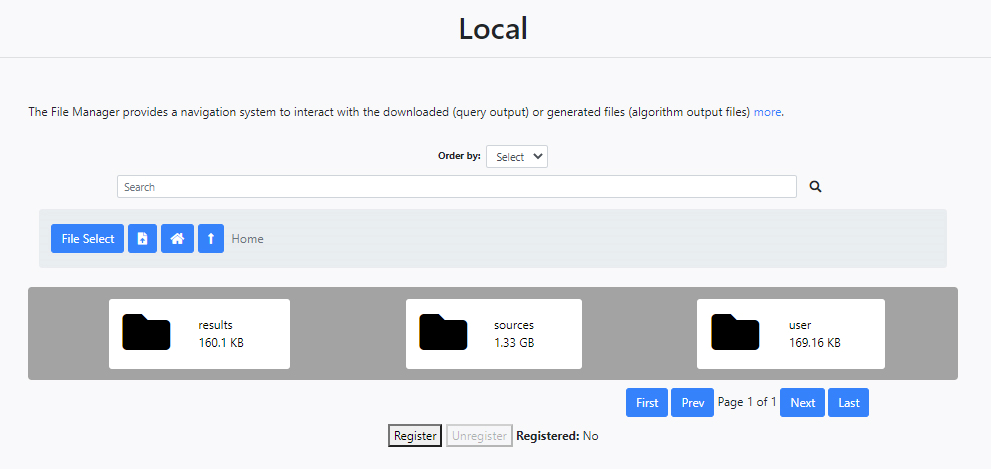 Local
The File Manager provides a navigation system to interact with the downloaded (query output) or generated files (algorithm output files) more.
Order by: Select
Search
File Select Home
results
160.1 KB
sources
1.33 GB
user
169.16 KB
First Prev Page 1 of 1 Next Last
Register Unregister Registered: No